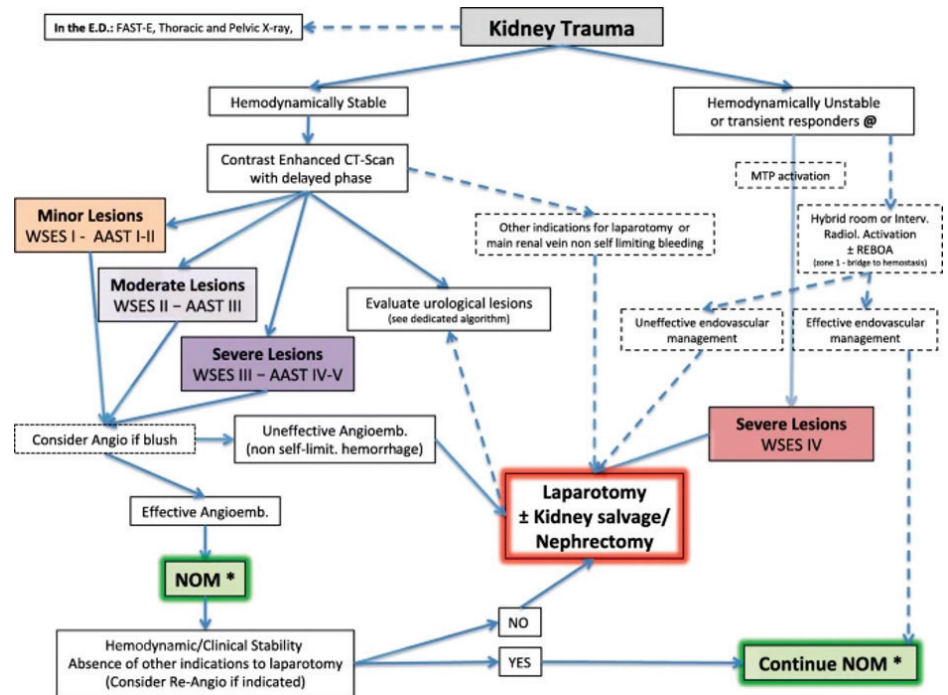 In the E.D.: FAST-E, Thoracic and Pelvic X-ray,
Kidney Trauma
Hemodynamically Stable
Hemodynamically Unstable
or transient responders @
Contrast Enhanced CT-Scan
with delayed phase
MTP activation
Minor Lesions
WSES I - AAST I-II
Other indications for laparotomy or
main renal vein non self limiting bleeding
Hybrid room or Interv.
Radiol. Activation
± REBOA
(zone 1 - bridge to hemostasis)
Moderate Lesions
WSES II – AAST III
Evaluate urological lesions
(see dedicated algorithm)
Uneffective endovascular
management
Effective endovascular
management
Severe Lesions
WSES III – AAST IV-V
Consider Angio if blush
Uneffective Angioemb.
(non self-limit. hemorrhage)
Severe Lesions
WSES IV
Laparotomy
± Kidney salvage/
Nephrectomy
Effective Angioemb.
NOM *
Hemodynamic/Clinical Stability
Absence of other indications to laparotomy
(Consider Re-Angio if indicated)
NO
YES
Continue NOM *